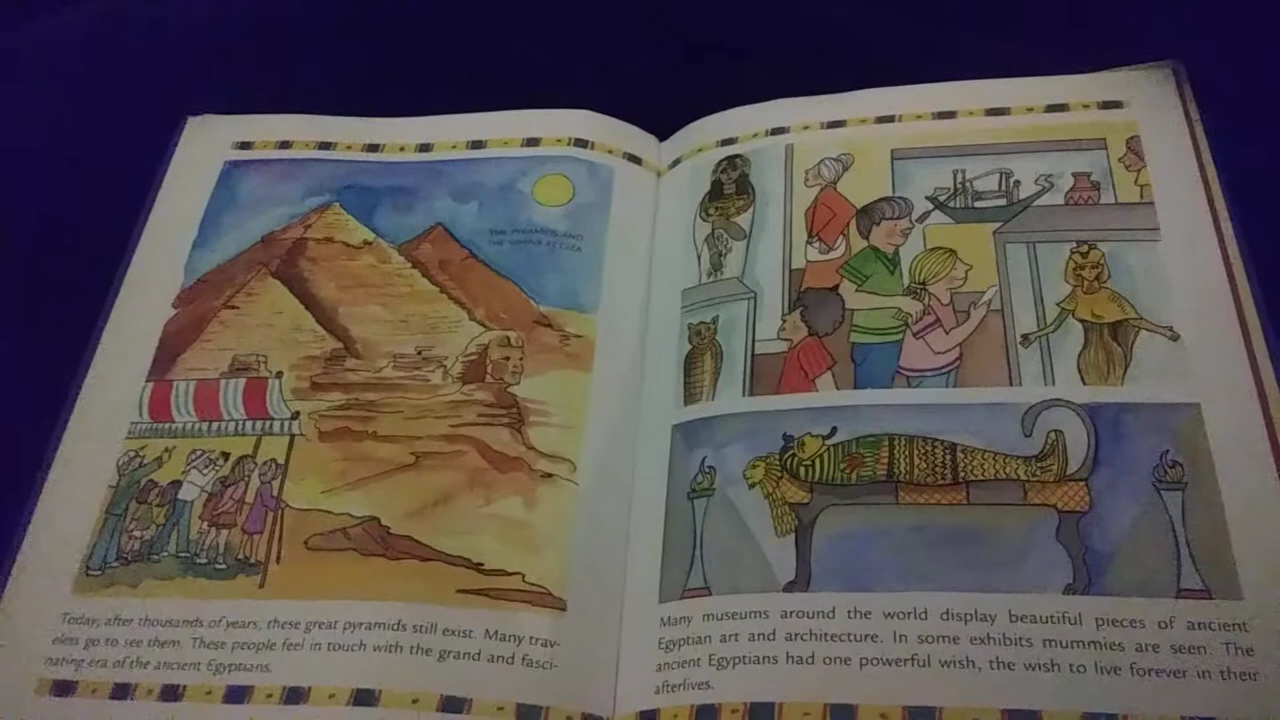 THE PYRAMIDS AND
THE SPHINX AT GIZA
Today, after thousands of years, these great pyramids still exist. Many trav-
elers go to see them. These people feel in touch with the grand and fasci-
nating era of the ancient Egyptians.
Many museums around the world display beautiful pieces of ancient
Egyptian art and architecture. In some exhibits mummies are seen. The
ancient Egyptians had one powerful wish, the wish to live forever in their
afterlives.